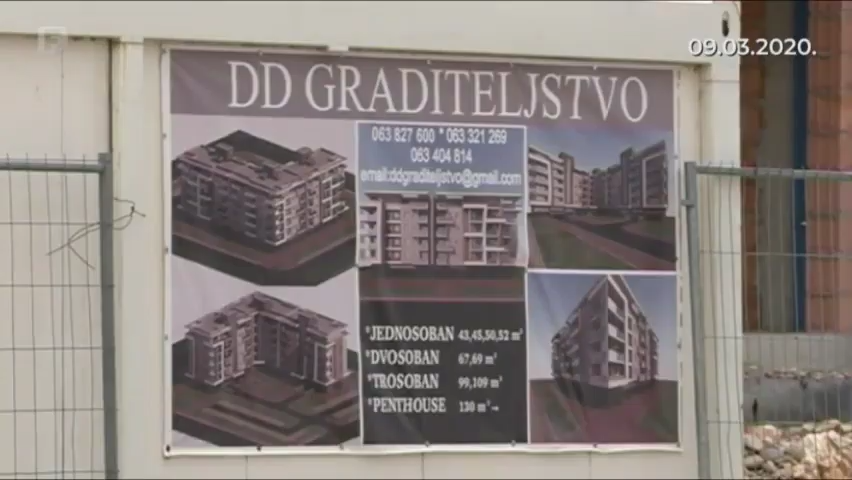 09.03.2020.
DD GRADITELJSTVO
063 827 600 * 063 321 269
063 404 814
email:ddgraditeljstvo@gmail.com
*JEDNOSOBAN 43,45,50,52 m²
*DVOSOBAN 67,69 m²
*TROSOBAN 99,109 m²
*PENTHOUSE 130 m²→